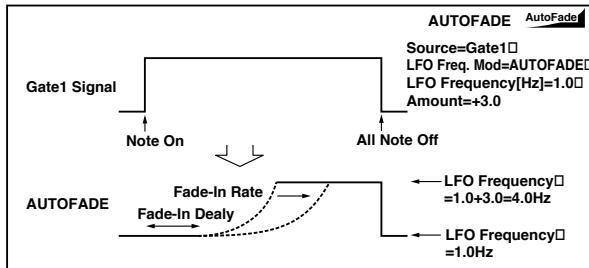 AUTOFADE AutoFade
Source=Gate1□
LFO Freq. Mod=AUTOFADE□
LFO Frequency[Hz]=1.0□
Amount=+3.0
Gate1 Signal
Note On
All Note Off
AUTOFADE
Fade-In Rate
Fade-In Dealy
LFO Frequency□
=1.0+3.0=4.0Hz
LFO Frequency□
=1.0Hz